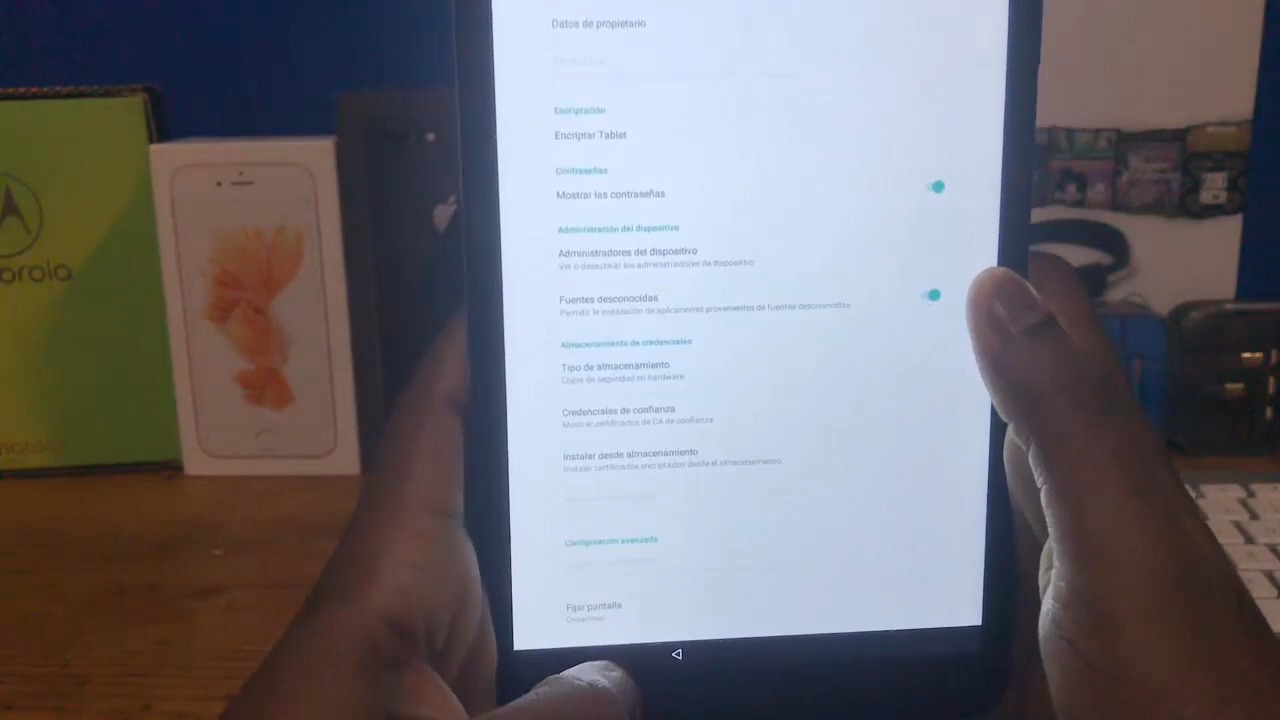 Datos de propietario
Encriptación
Encriptar Tablet
Contraseñas
Mostrar las contraseñas
Administración del dispositivo
Administradores del dispositivo
Ver o desactivar los administradores de dispositivo
Fuentes desconocidas
Permitir la instalación de aplicaciones provenientes de fuentes desconocidas
Almacenamiento de credenciales
Tipo de almacenamiento
Copia de seguridad en hardware
Credenciales de confianza
Mostrar certificados de CA de confianza
Instalar desde almacenamiento
Instalar certificados encriptados desde el almacenamiento
Configuración avanzada
Fijar pantalla
orola